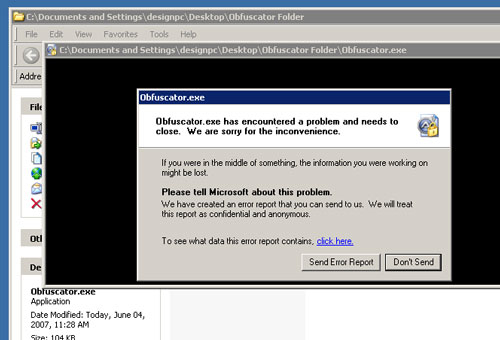 C:\Documents and Settings\designpc\Desktop\Obfuscator Folder
File Edit View Favorites Tools Help
C:\Documents and Settings\designpc\Desktop\Obfuscator Folder\Obfuscator.exe
Addre
Obfuscator.exe
File
Obfuscator.exe has encountered a problem and needs to
close. We are sorry for the inconvenience.
If you were in the middle of something, the information you were working on
might be lost.
Please tell Microsoft about this problem.
We have created an error report that you can send to us. We will treat
this report as confidential and anonymous.
To see what data this error report contains, click here.
Send Error Report Don't Send
Oth
De
Obfuscator.exe
Application
Date Modified: Today, June 04,
2007, 11:28 AM
Size: 104 KB